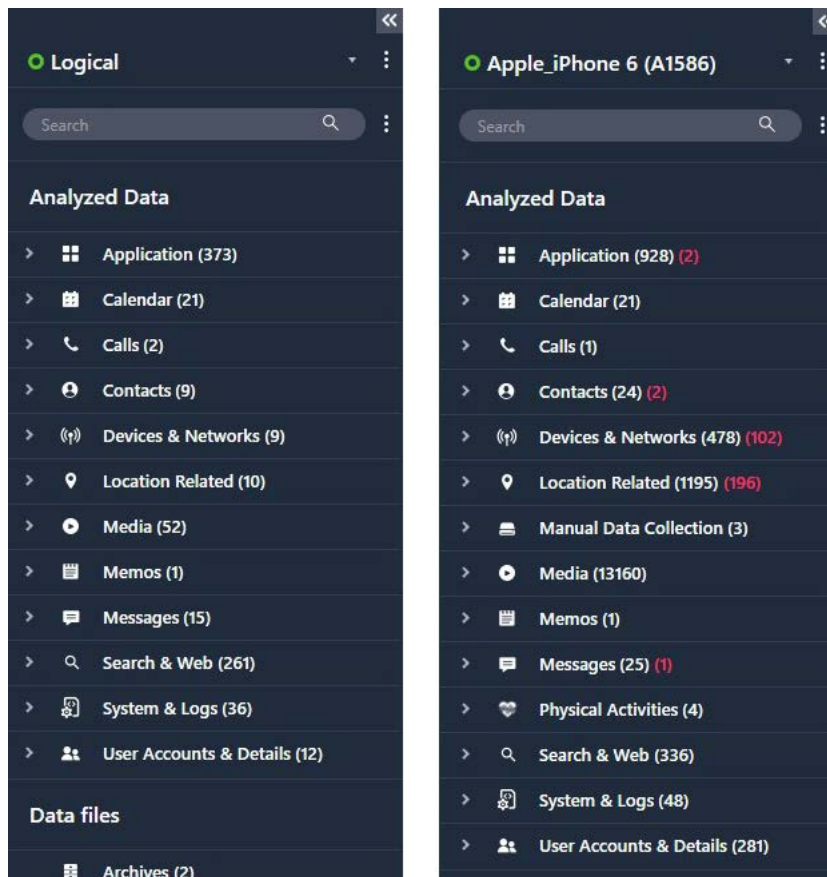 Logical
Search
Analyzed Data
Application (373)
Calendar (21)
Calls (2)
Contacts (9)
Devices & Networks (9)
Location Related (10)
Media (52)
Memos (1)
Messages (15)
Search & Web (261)
System & Logs (36)
User Accounts & Details (12)
Data files
Archives (2)
Apple_iPhone 6 (A1586)
Search
Analyzed Data
Application (928) (2)
Calendar (21)
Calls (1)
Contacts (24) (2)
Devices & Networks (478) (102)
Location Related (1195) (196)
Manual Data Collection (3)
Media (13160)
Memos (1)
Messages (25) (1)
Physical Activities (4)
Search & Web (336)
System & Logs (48)
User Accounts & Details (281)